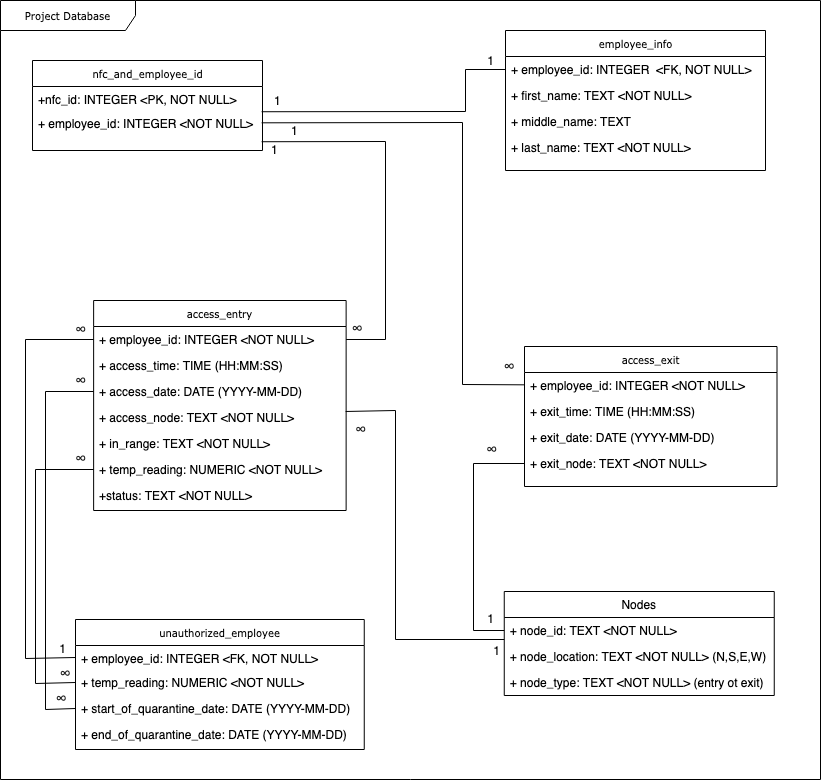 Project Database
nfc_and_employee_id
+nfc_id: INTEGER <PK, NOT NULL>
+ employee_id: INTEGER <NOT NULL>
1
1
1
1
employee_info
+ employee_id: INTEGER <FK, NOT NULL>
+ first_name: TEXT <NOT NULL>
+ middle_name: TEXT
+ last_name: TEXT <NOT NULL>
access_entry
+ employee_id: INTEGER <NOT NULL>
+ access_time: TIME (HH:MM:SS)
+ access_date: DATE (YYYY-MM-DD)
+ access_node: TEXT <NOT NULL>
+ in_range: TEXT <NOT NULL>
+ temp_reading: NUMERIC <NOT NULL>
+status: TEXT <NOT NULL>
∞
∞
∞
∞
∞
access_exit
+ employee_id: INTEGER <NOT NULL>
+ exit_time: TIME (HH:MM:SS)
+ exit_date: DATE (YYYY-MM-DD)
+ exit_node: TEXT <NOT NULL>
∞
∞
unauthorized_employee
+ employee_id: INTEGER <FK, NOT NULL>
+ temp_reading: NUMERIC <NOT NULL>
+ start_of_quarantine_date: DATE (YYYY-MM-DD)
+ end_of_quarantine_date: DATE (YYYY-MM-DD)
1
∞
∞
Nodes
+ node_id: TEXT <NOT NULL>
+ node_location: TEXT <NOT NULL> (N,S,E,W)
+ node_type: TEXT <NOT NULL> (entry ot exit)
1
1